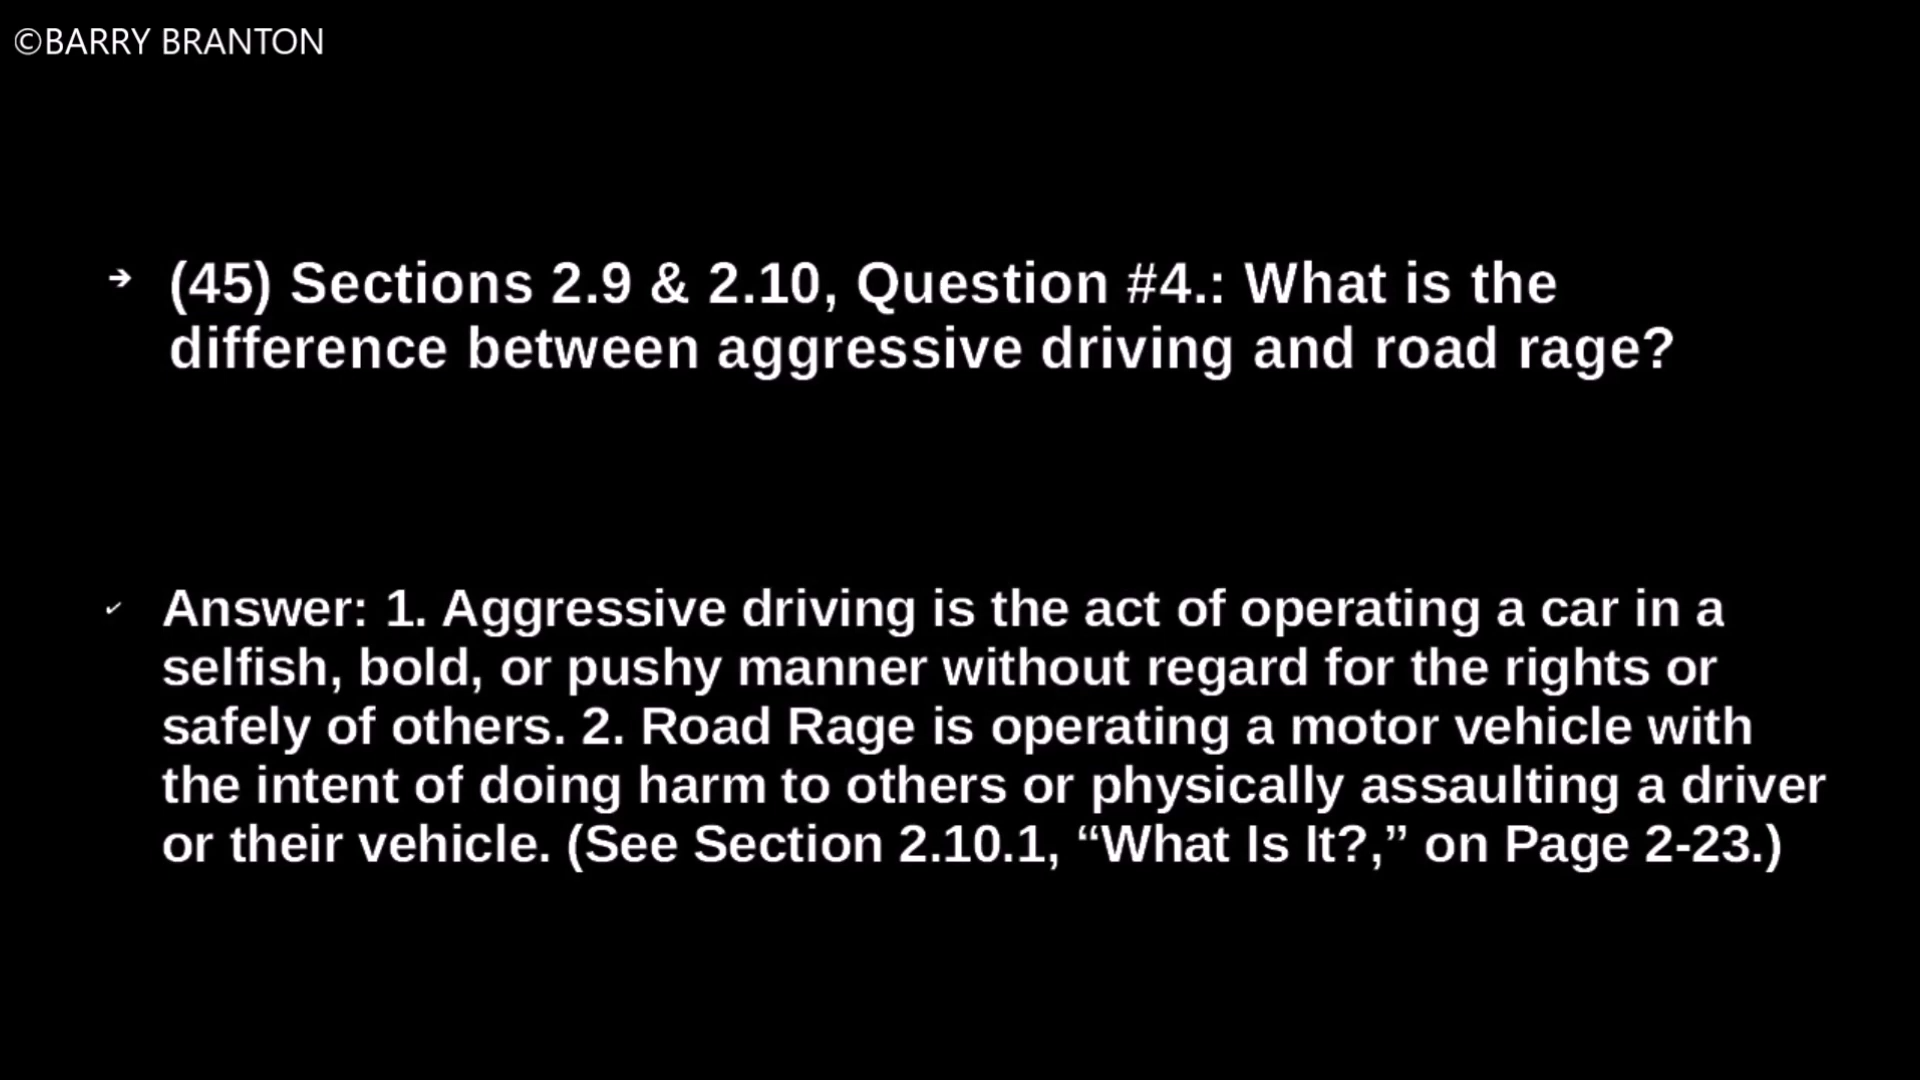 ©BARRY BRANTON
➔ (45) Sections 2.9 & 2.10, Question #4.: What is the
difference between aggressive driving and road rage?
✓ Answer: 1. Aggressive driving is the act of operating a car in a
selfish, bold, or pushy manner without regard for the rights or
safely of others. 2. Road Rage is operating a motor vehicle with
the intent of doing harm to others or physically assaulting a driver
or their vehicle. (See Section 2.10.1, “What Is It?,” on Page 2-23.)